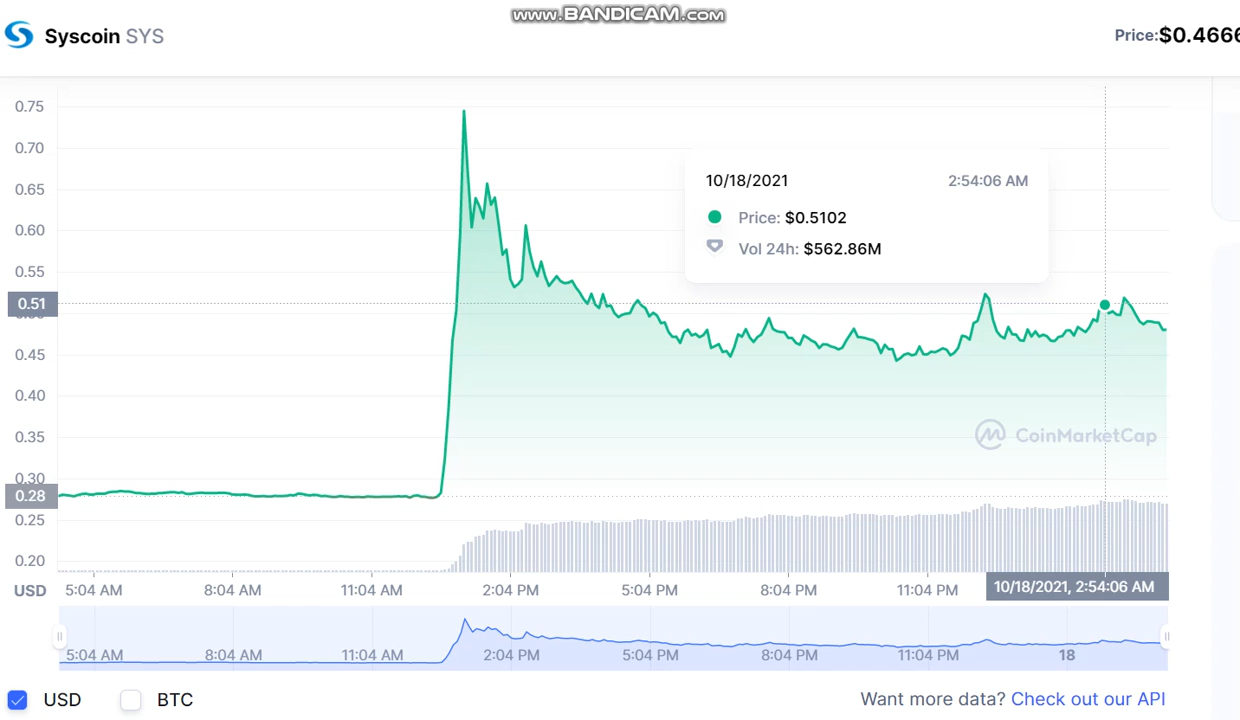 www.BANDICAM.com
Syscoin SYS
Price:$0.4666
0.75
0.70
0.65
0.60
0.55
0.51
0.45
0.40
0.35
0.30
0.28
0.25
0.20
10/18/2021 2:54:06 AM
Price: $0.5102
Vol 24h: $562.86M
CoinMarketCap
USD 5:04 AM 8:04 AM 11:04 AM 2:04 PM 5:04 PM 8:04 PM 11:04 PM 10/18/2021, 2:54:06 AM
5:04 AM 8:04 AM 11:04 AM 2:04 PM 5:04 PM 8:04 PM 11:04 PM 18
USD BTC
Want more data? Check out our API